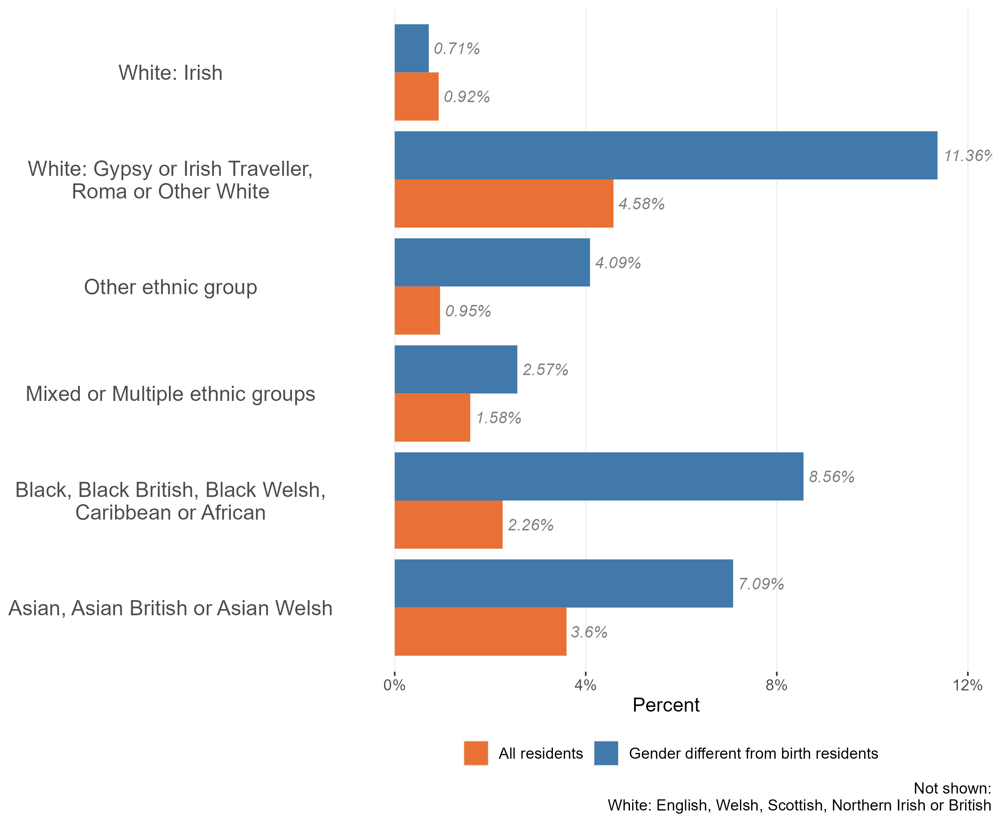 White: Irish
0.71%
0.92%
White: Gypsy or Irish Traveller,
Roma or Other White
11.36%
4.58%
Other ethnic group
4.09%
0.95%
Mixed or Multiple ethnic groups
2.57%
1.58%
Black, Black British, Black Welsh,
Caribbean or African
8.56%
2.26%
Asian, Asian British or Asian Welsh
7.09%
3.6%
0% 4% 8% 12%
Percent
All residents Gender different from birth residents
Not shown:
White: English, Welsh, Scottish, Northern Irish or British